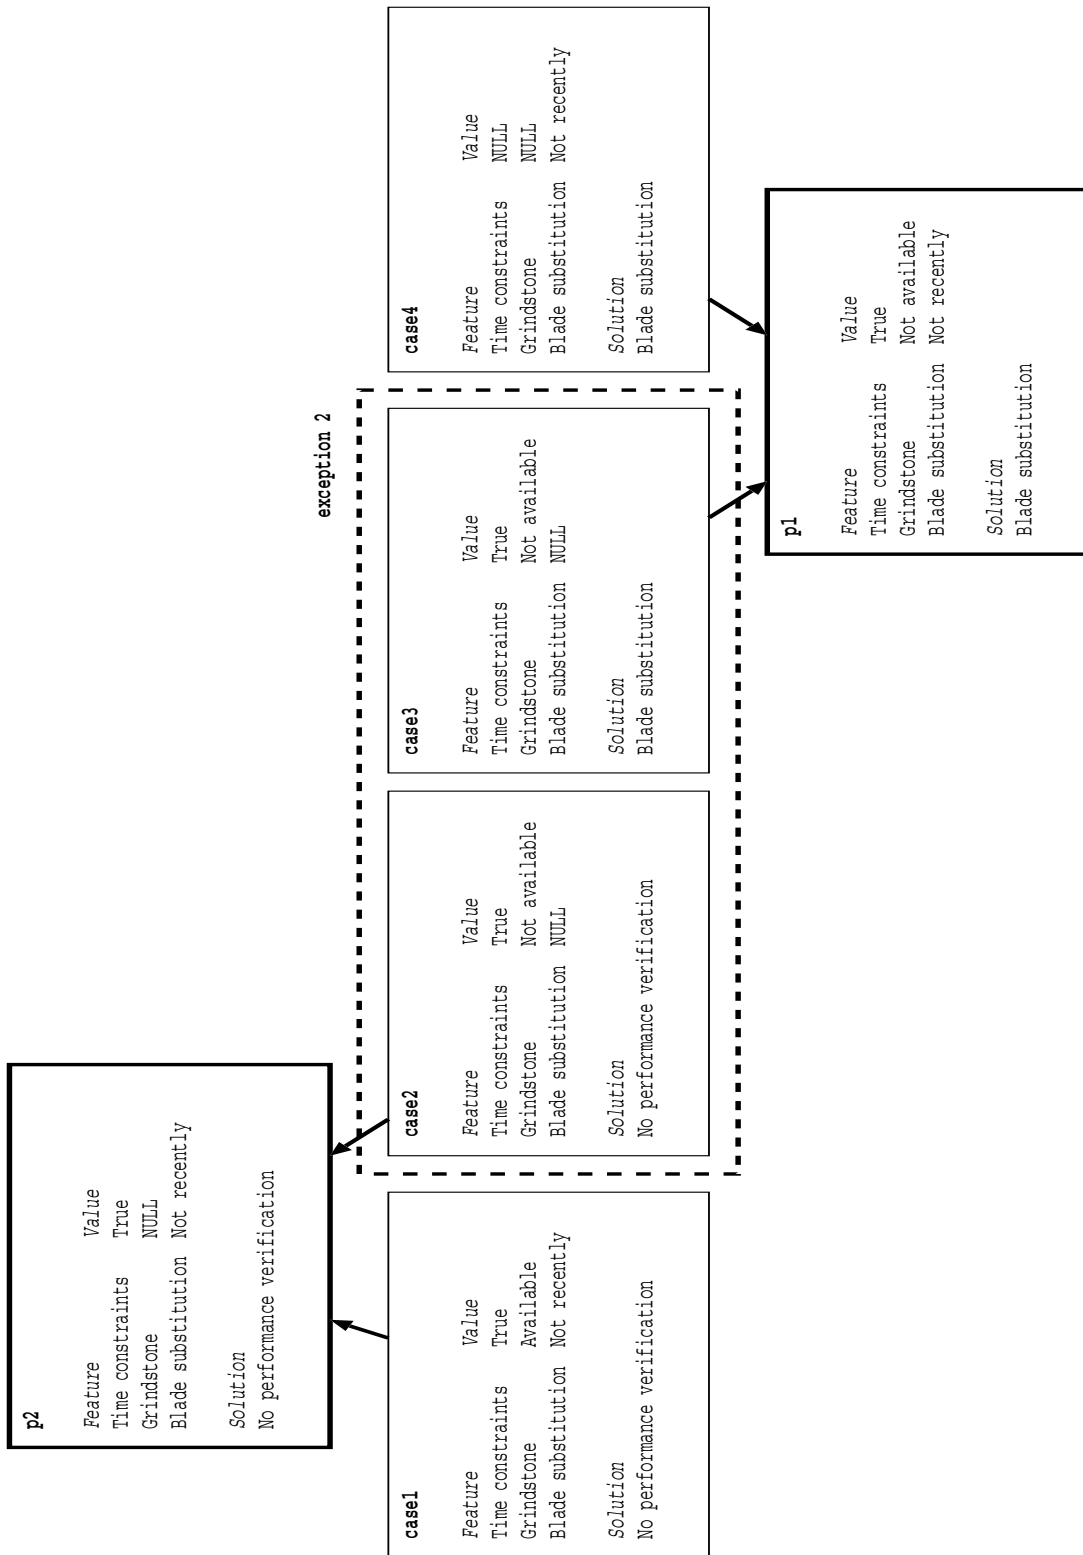 p2
Feature Value
Time constraints True
Grindstone NULL
Blade substitution Not recently
Solution
No performance verification
exception 2
case1
Feature Value
Time constraints True
Grindstone Available
Blade substitution Not recently
Solution
No performance verification
case2
Feature Value
Time constraints True
Grindstone Not available
Blade substitution NULL
Solution
No performance verification
case3
Feature Value
Time constraints True
Grindstone Not available
Blade substitution NULL
Solution
Blade substitution
case4
Feature Value
Time constraints NULL
Grindstone NULL
Blade substitution Not recently
Solution
Blade substitution
p1
Feature Value
Time constraints True
Grindstone Not available
Blade substitution Not recently
Solution
Blade substitution